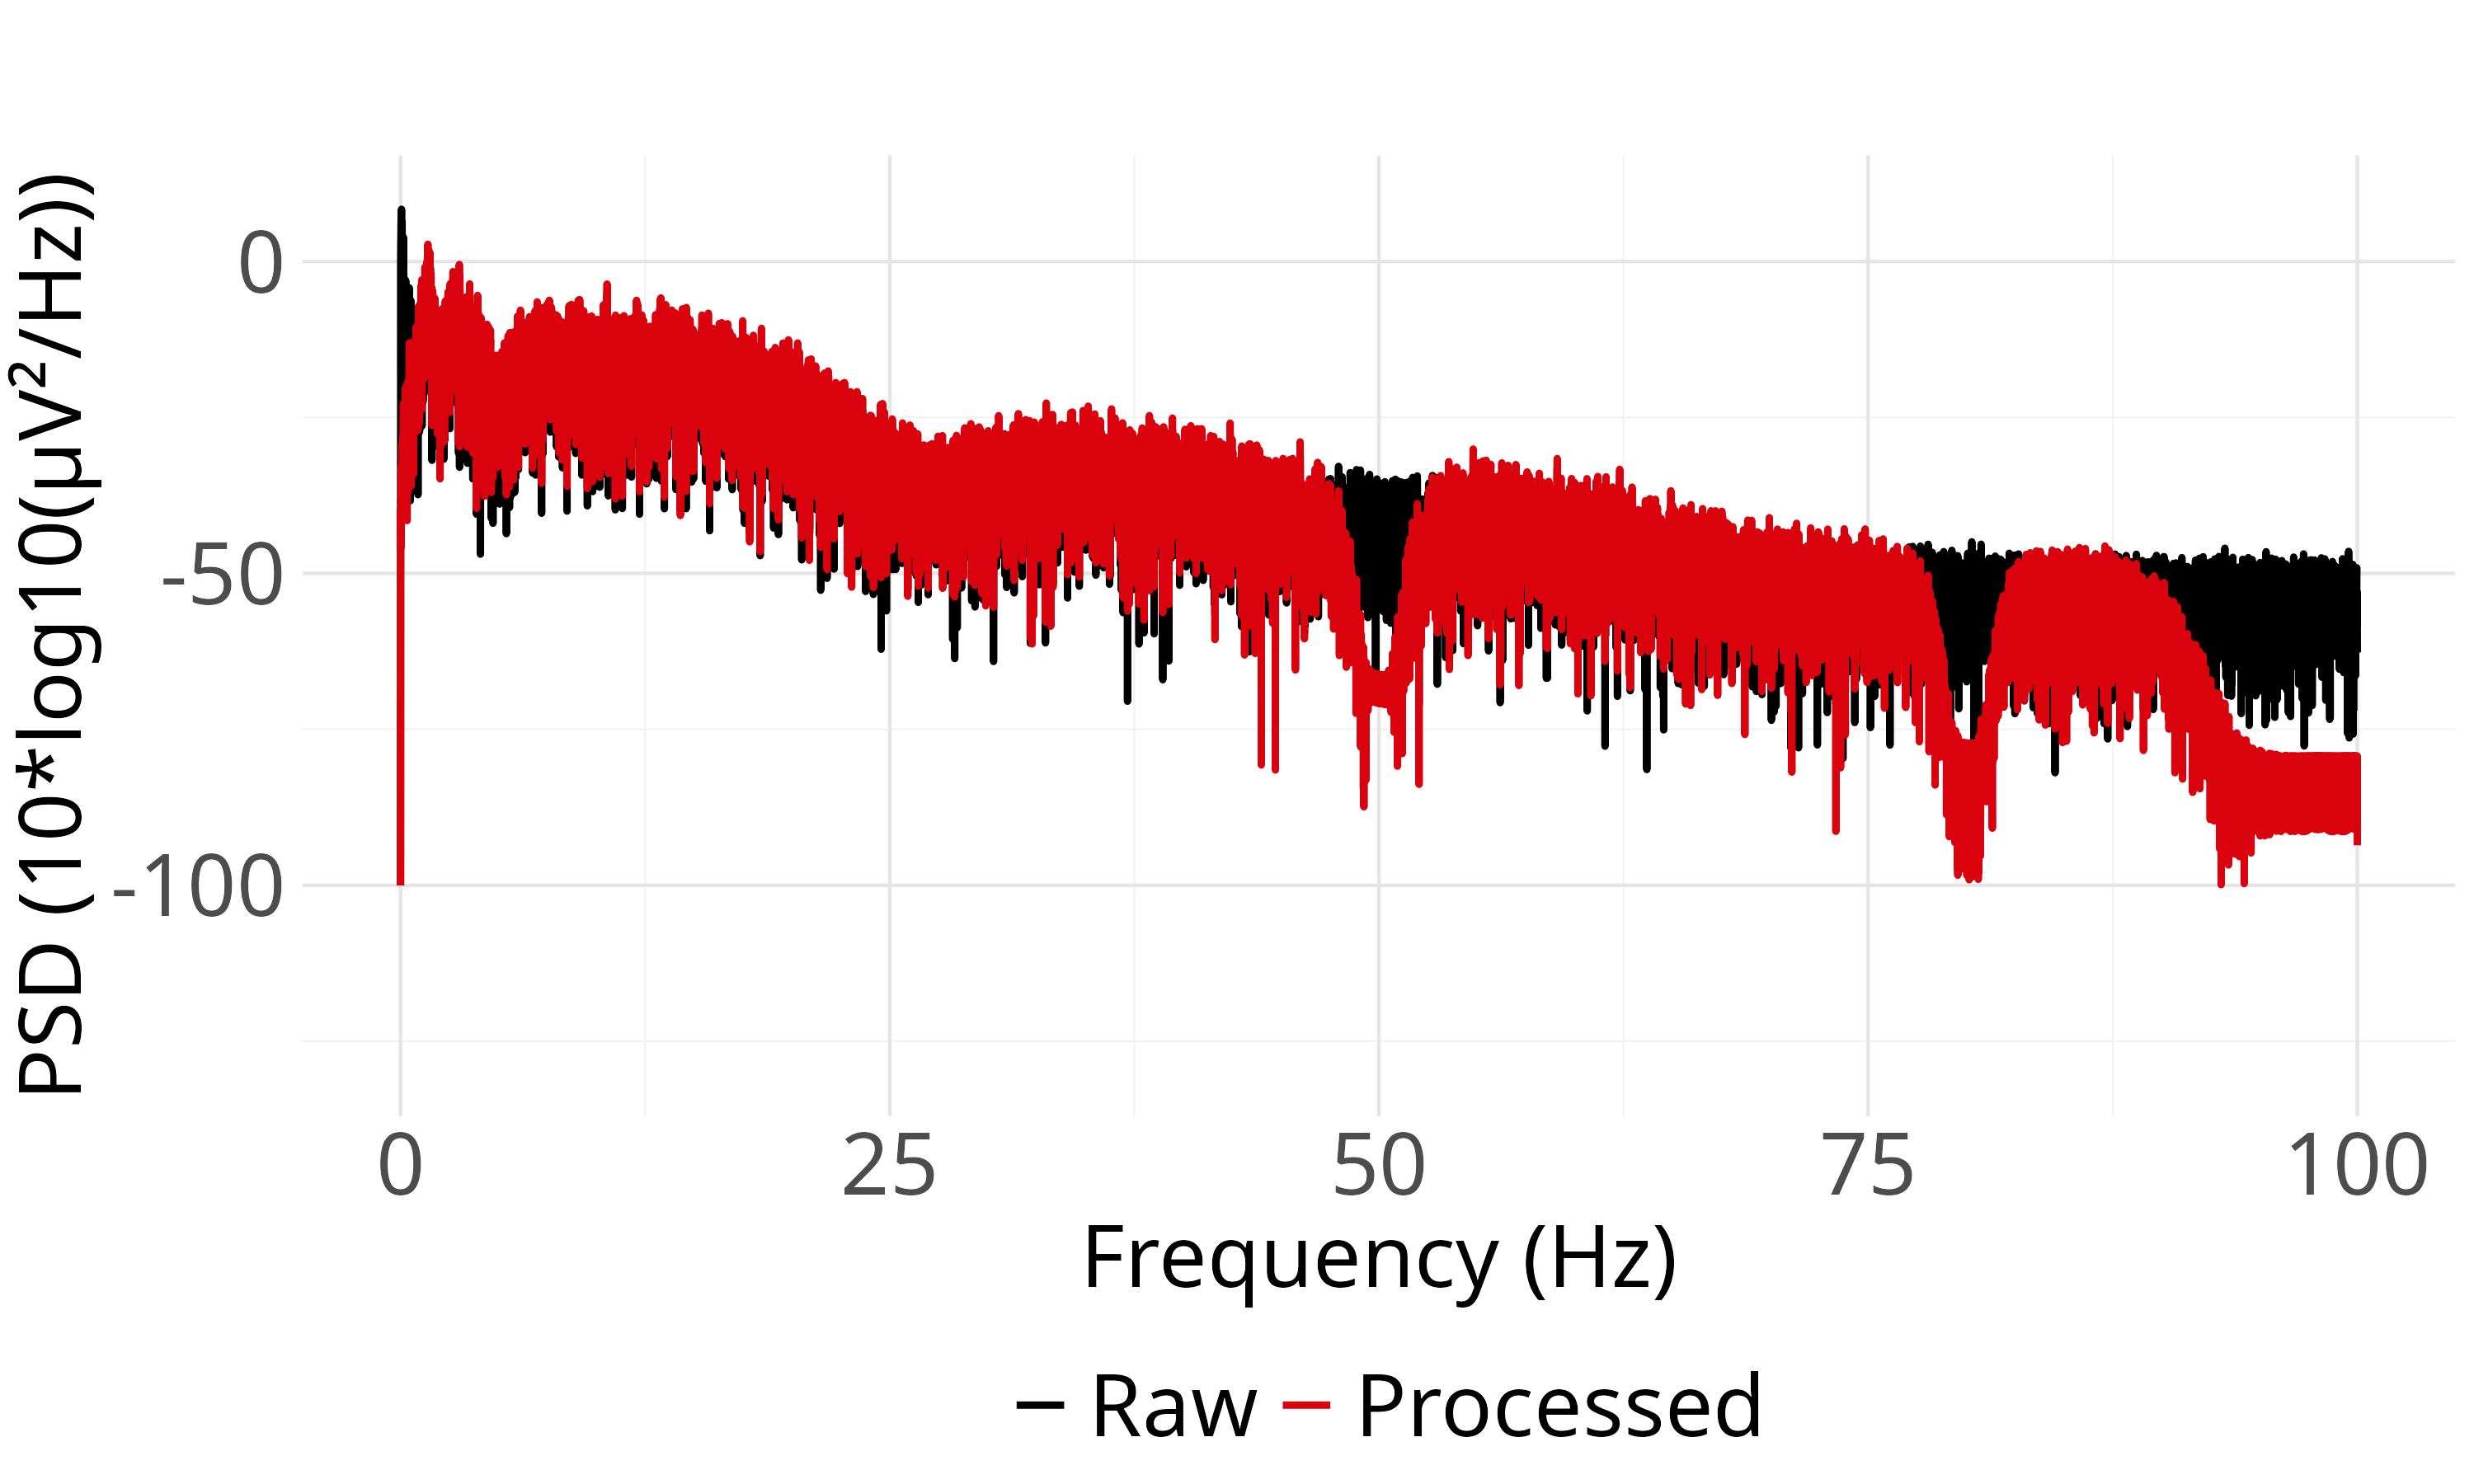 PSD (10*log10(µV²/Hz))
0
-50
-100
0 25 50 75 100
Frequency (Hz)
Raw Processed